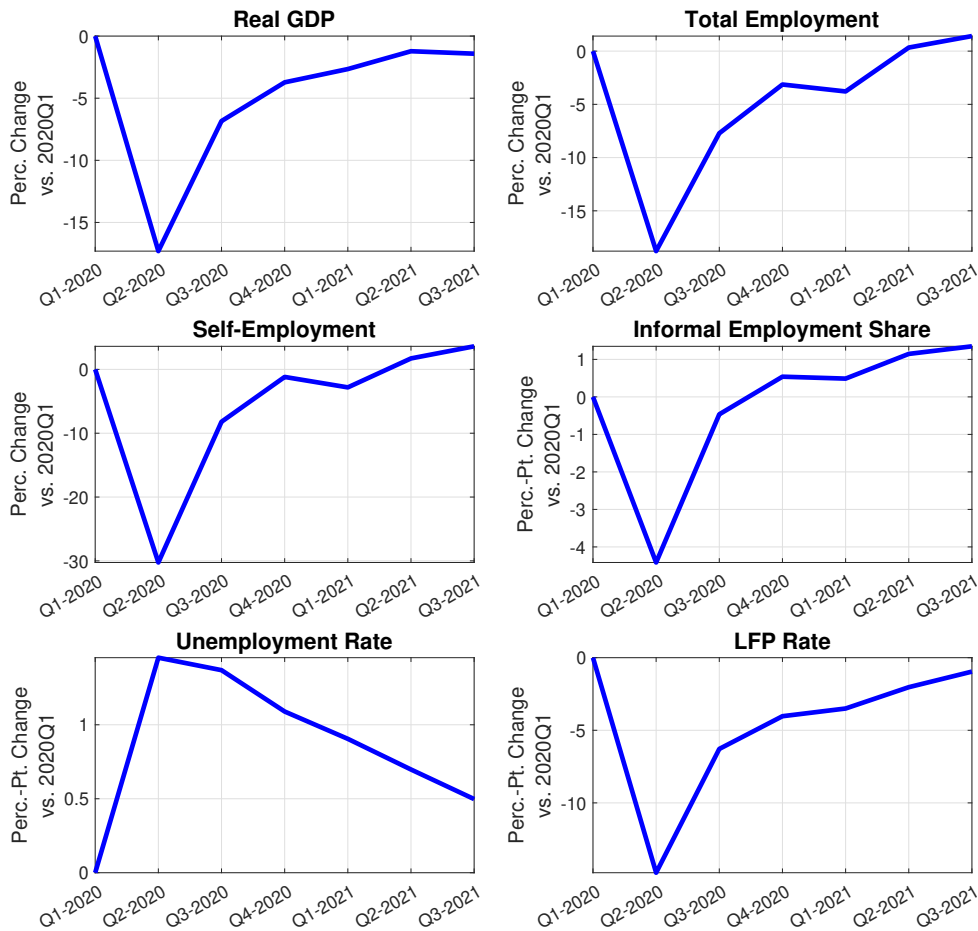 Real GDP
Perc. Change
vs. 2020Q1
0
-5
-10
-15
Q1-2020
Q2-2020
Q3-2020
Q4-2020
Q1-2021
Q2-2021
Q3-2021
Total Employment
Perc. Change
vs. 2020Q1
0
-5
-10
-15
Q1-2020
Q2-2020
Q3-2020
Q4-2020
Q1-2021
Q2-2021
Q3-2021
Self-Employment
Perc. Change
vs. 2020Q1
0
-10
-20
-30
Q1-2020
Q2-2020
Q3-2020
Q4-2020
Q1-2021
Q2-2021
Q3-2021
Informal Employment Share
Perc.-Pt. Change
vs. 2020Q1
1
0
-1
-2
-3
-4
Q1-2020
Q2-2020
Q3-2020
Q4-2020
Q1-2021
Q2-2021
Q3-2021
Unemployment Rate
Perc.-Pt. Change
vs. 2020Q1
1
0.5
0
Q1-2020
Q2-2020
Q3-2020
Q4-2020
Q1-2021
Q2-2021
Q3-2021
LFP Rate
Perc.-Pt. Change
vs. 2020Q1
0
-5
-10
Q1-2020
Q2-2020
Q3-2020
Q4-2020
Q1-2021
Q2-2021
Q3-2021